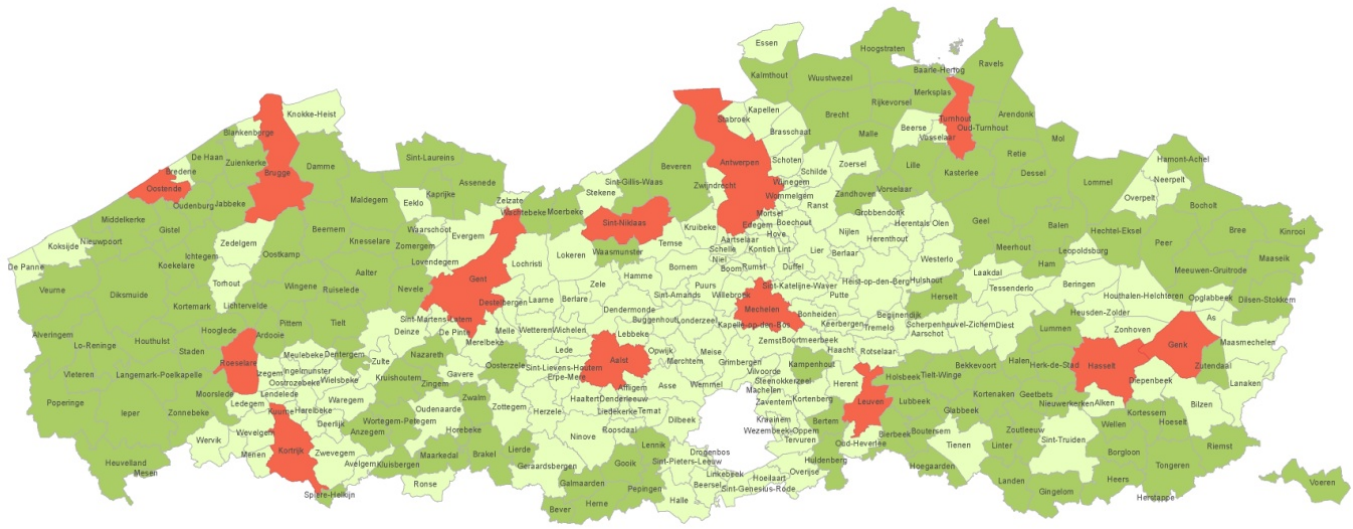 Essen
Hoogstraten
Ravels
Baarle-Hertog
Kalmthout
Wuustwezel
Merksplas
Rijkevorsel
Kapellen
Stabroek
Brecht
Arendonk
Knokke-Heist
Turnhout
Oud-Turnhout
Beerse
Vosselaar
Malle
Brasschaat
Blankenberge
Mol
Retie
De Haan
Zuienkerke
Damme
Sint-Laureins
Beveren
Antwerpen
Schoten
Schilde
Zoersel
Lille
Kasterlee
Dessel
Hamont-Achel
Neerpelt
Bredene
Oostende
Brugge
Assenede
Kaprijke
Sint-Gillis-Waas
Stekene
Zwijndrecht
Wijnegem
Wommelgem
Zandhoven
Vorselaar
Lommel
Overpelt
Bocholt
Oudenburg
Jabbeke
Maldegem
Eeklo
Zelzate
Wachtebeke
Moerbeke
Ranst
Grobbendonk
Middelkerke
Gistel
Beernem
Waarschoot
Evergem
Sint-Niklaas
Kruibeke
Mortsel
Edegem
Boechout
Hove
Herentals
Olen
Geel
Balen
Hechtel-Eksel
Bree
Kinrooi
Koksijde
Nieuwpoort
Zedelgem
Knesselare
Zomergem
Temse
Aartselaar
Schelle
Kontich
Lint
Nijlen
Herenthout
Peer
De Panne
Ichtegem
Oostkamp
Lovendegem
Lochristi
Lokeren
Waasmunster
Niel
Lier
Berlaar
Westerlo
Meerhout
Leopoldsburg
Maaseik
Koekelare
Torhout
Aalter
Gent
Hamme
Bornem
Boom
Rumst
Duffel
Ham
Laakdal
Meeuwen-Gruitrode
Veurne
Diksmuide
Wingene
Ruiselede
Nevele
Zele
Puurs
Sint-Katelijne-Waver
Heist-op-den-Berg
Hulshout
Tessenderlo
Beringen
Houthalen-Helchteren
Opglabbeek
Dilsen-Stokkem
Kortemark
Lichtervelde
Destelbergen
Laarne
Berlare
Sint-Amands
Willebroek
Putte
Herselt
Dendermonde
Mechelen
Bonheiden
Begijnendijk
Heusden-Zolder
As
Sint-Martens-Latem
Buggenhout
Londerzeel
Kapelle-op-den-Bos
Keerbergen
Tremelo
Scherpenheuvel-Zichem
Diest
Lummen
Zonhoven
Alveringem
Houthulst
Hooglede
Ardooie
Pittem
Tielt
Deinze
De Pinte
Melle
Wetteren
Wichelen
Lebbeke
Zemst
Boortmeerbeek
Aarschot
Genk
Maasmechelen
Lo-Reninge
Staden
Merelbeke
Lede
Opwijk
Meise
Haacht
Rotselaar
Meulebeke
Dentergem
Zulte
Nazareth
Oosterzele
Aalst
Merchtem
Grimbergen
Kampenhout
Halen
Herk-de-Stad
Hasselt
Zutendaal
Roeselare
Izegem
Ingelmunster
Gavere
Sint-Lievens-Houtem
Erpe-Mere
Vilvoorde
Bekkevoort
Vleteren
Langemark-Poelkapelle
Oostrozebeke
Wielsbeke
Kruishoutem
Zingem
Affligem
Asse
Wemmel
Steenokkerzeel
Machelen
Herent
Holsbeek
Tielt-Winge
Diepenbeek
Lanaken
Moorslede
Lendelede
Waregem
Zwalm
Haaltert
Denderleeuw
Zaventem
Kortenberg
Leuven
Lubbeek
Kortenaken
Geetbets
Nieuwerkerken
Alken
Bilzen
Poperinge
Ieper
Zonnebeke
Ledegem
Kuurne
Harelbeke
Oudenaarde
Zottegem
Herzele
Liedekerke
Ternat
Dilbeek
Kraainem
Bertem
Glabbeek
Kortessem
Deerlijk
Wortegem-Petegem
Roosdaal
Wezembeek-Oppem
Bierbeek
Boutersem
Zoutleeuw
Wellen
Hoeselt
Wervik
Wevelgem
Anzegem
Horebeke
Ninove
Tervuren
Oud-Heverlee
Tienen
Linter
Sint-Truiden
Riemst
Menen
Kortrijk
Zwevegem
Maarkedal
Brakel
Lierde
Lennik
Drogenbos
Borgloon
Heuvelland
Avelgem
Kluisbergen
Geraardsbergen
Gooik
Sint-Pieters-Leeuw
Huldenberg
Hoegaarden
Tongeren
Mesen
Linkebeek
Overijse
Hoeilaart
Ronse
Galmaarden
Pepingen
Beersel
Sint-Genesius-Rode
Landen
Heers
Voeren
Spiere-Helkijn
Gingelom
Herstappe
Herne
Halle
Bever